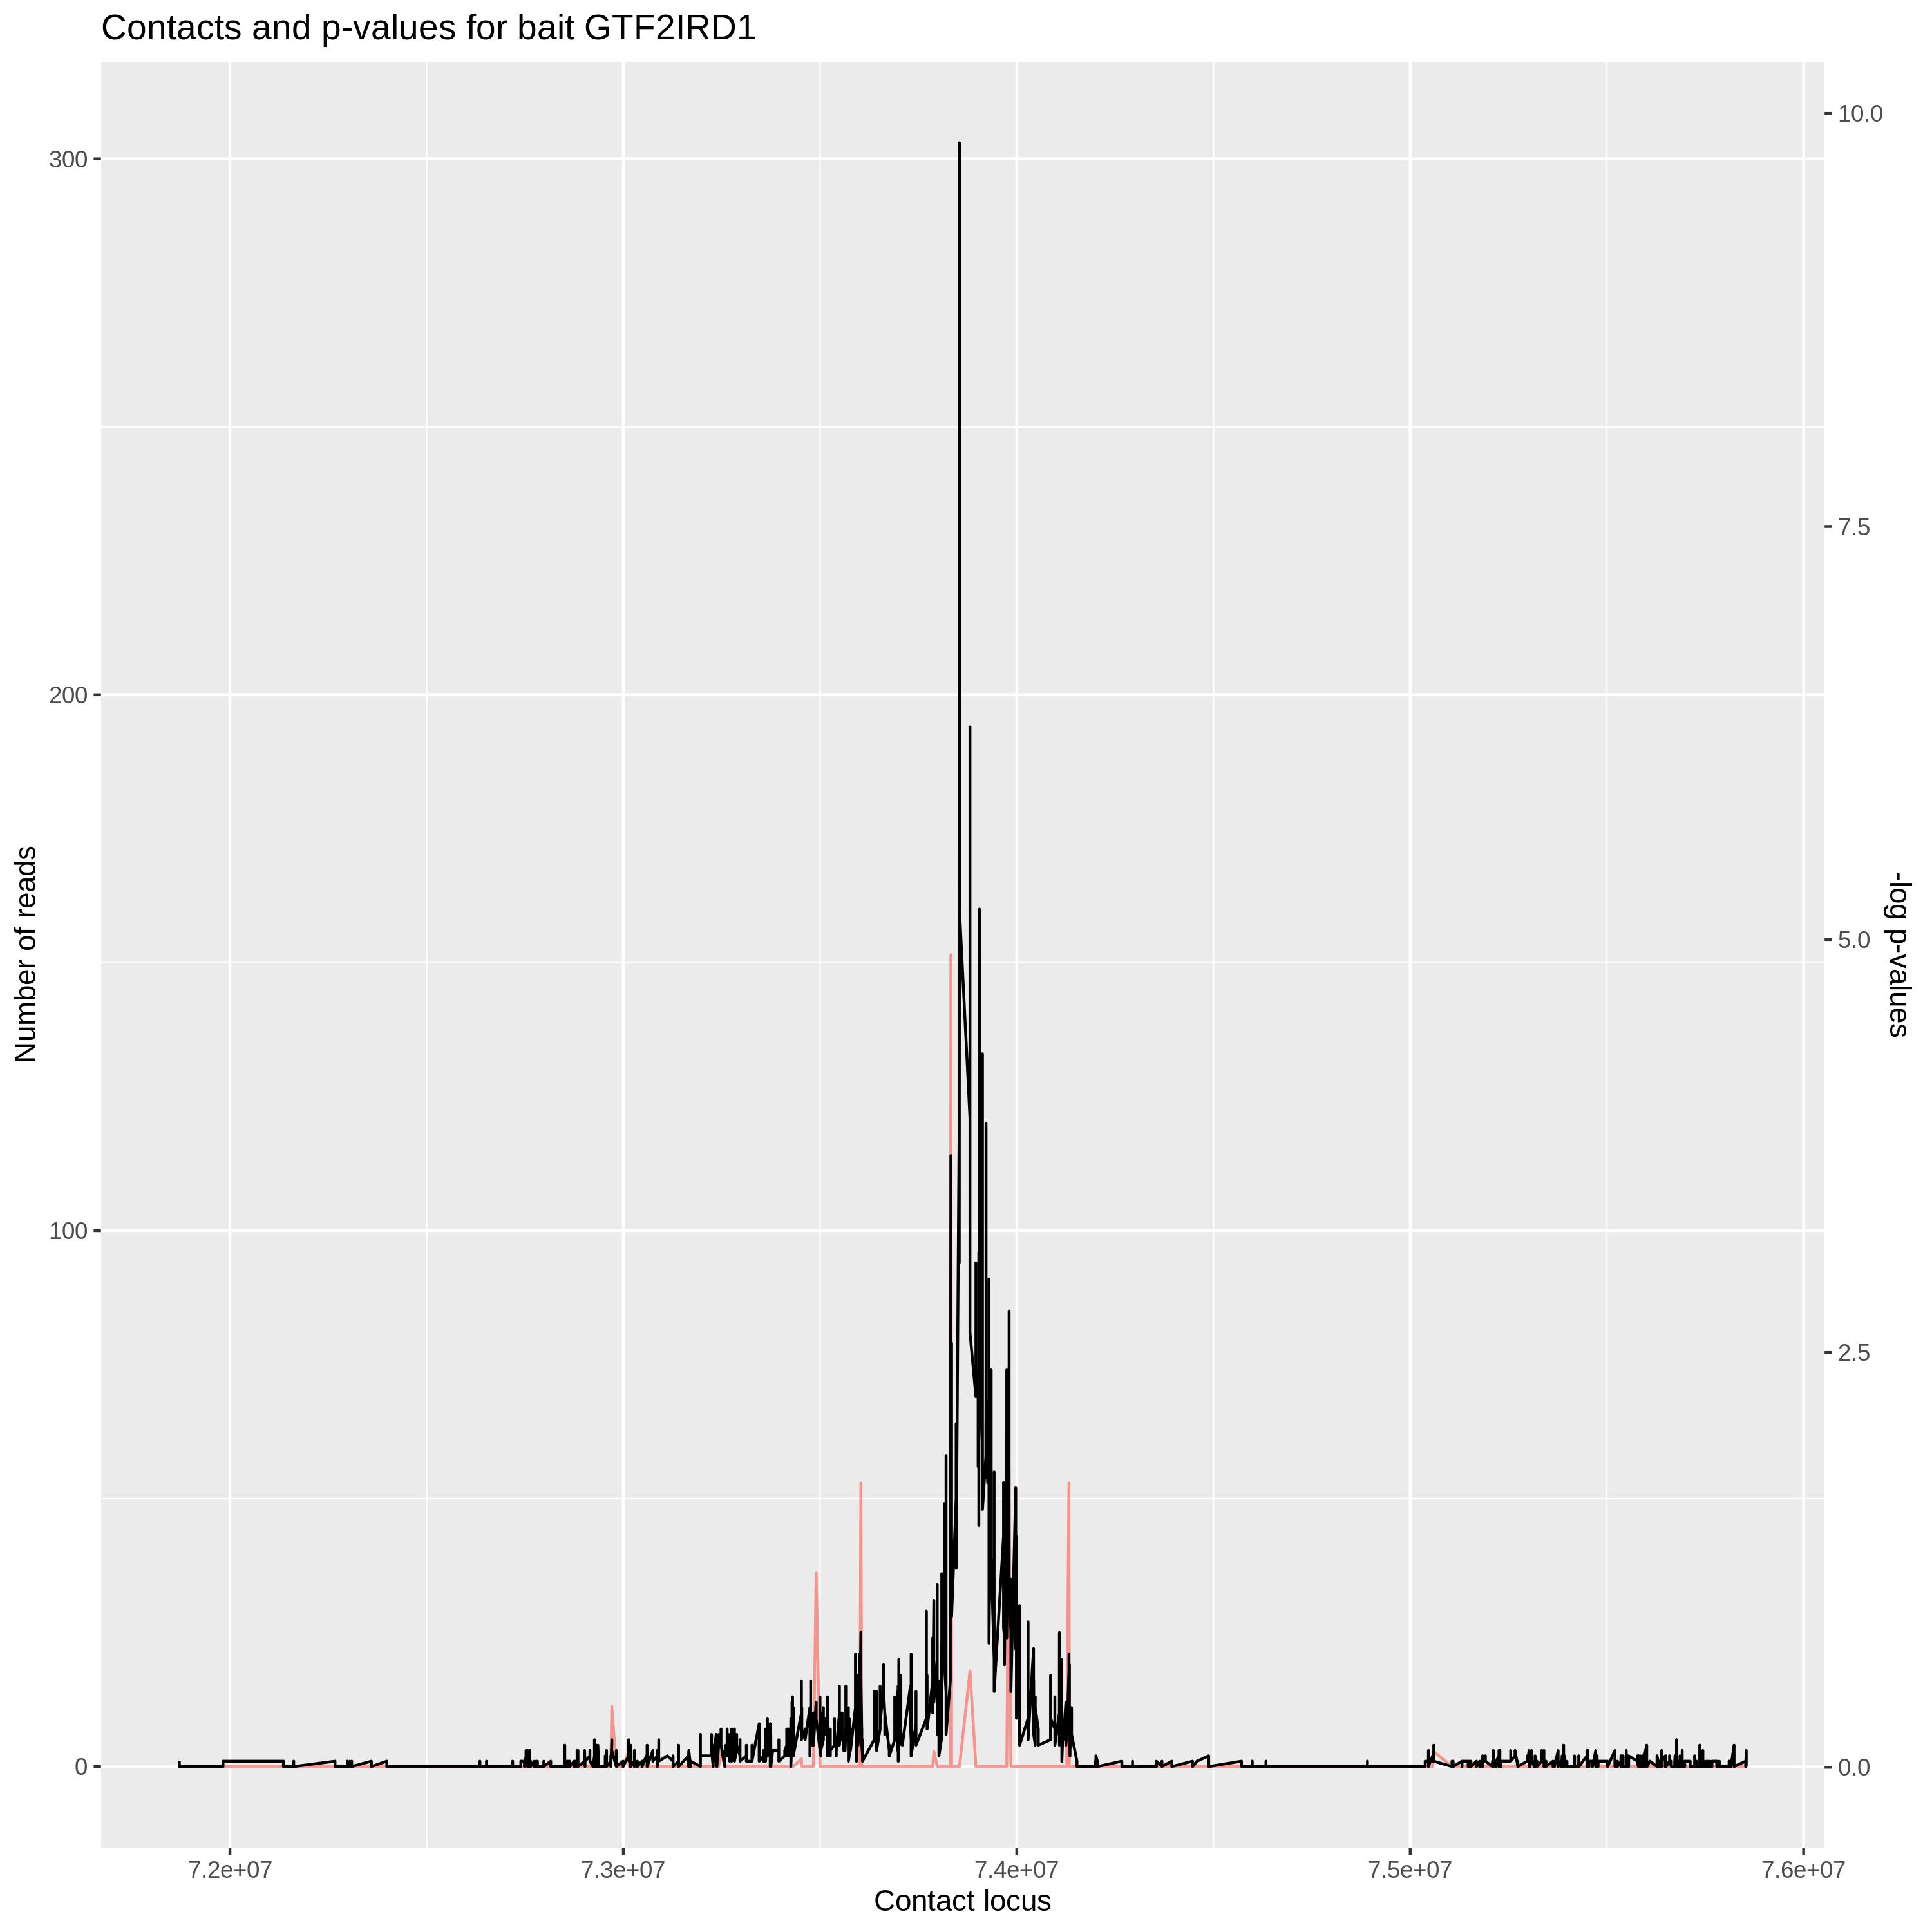 Contacts and p-values for bait GTF2IRD1
300
200
100
0
Number of reads
10.0
7.5
5.0
2.5
0.0
-log p-values
7.2e+07 7.3e+07 7.4e+07 7.5e+07 7.6e+07
Contact locus